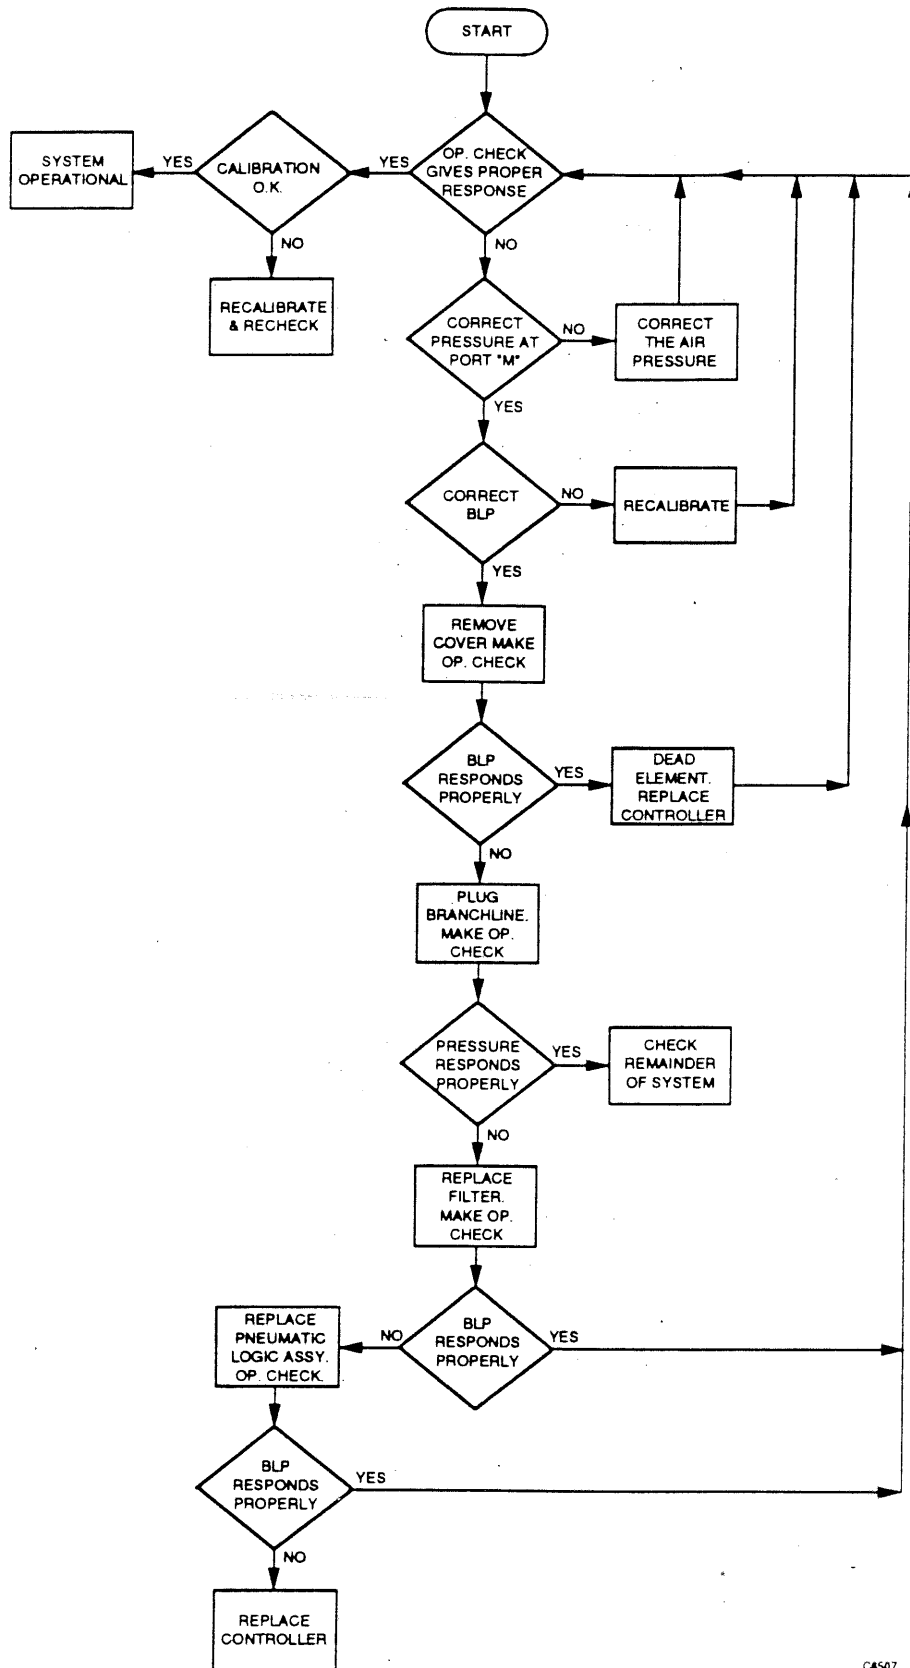 START
OP. CHECK
GIVES PROPER
RESPONSE
YES
CALIBRATION
O.K.
YES
SYSTEM
OPERATIONAL
NO
RECALIBRATE
& RECHECK
NO
CORRECT
PRESSURE AT
PORT "M"
NO
CORRECT
THE AIR
PRESSURE
YES
CORRECT
BLP
NO
RECALIBRATE
YES
REMOVE
COVER MAKE
OP. CHECK
BLP
RESPONDS
PROPERLY
YES
DEAD
ELEMENT.
REPLACE
CONTROLLER
NO
PLUG
BRANCHLINE.
MAKE OP.
CHECK
PRESSURE
RESPONDS
PROPERLY
YES
CHECK
REMAINDER
OF SYSTEM
NO
REPLACE
FILTER.
MAKE OP.
CHECK
BLP
RESPONDS
PROPERLY
YES
NO
REPLACE
PNEUMATIC
LOGIC ASSY.
OP. CHECK.
BLP
RESPONDS
PROPERLY
YES
NO
REPLACE
CONTROLLER
C4507